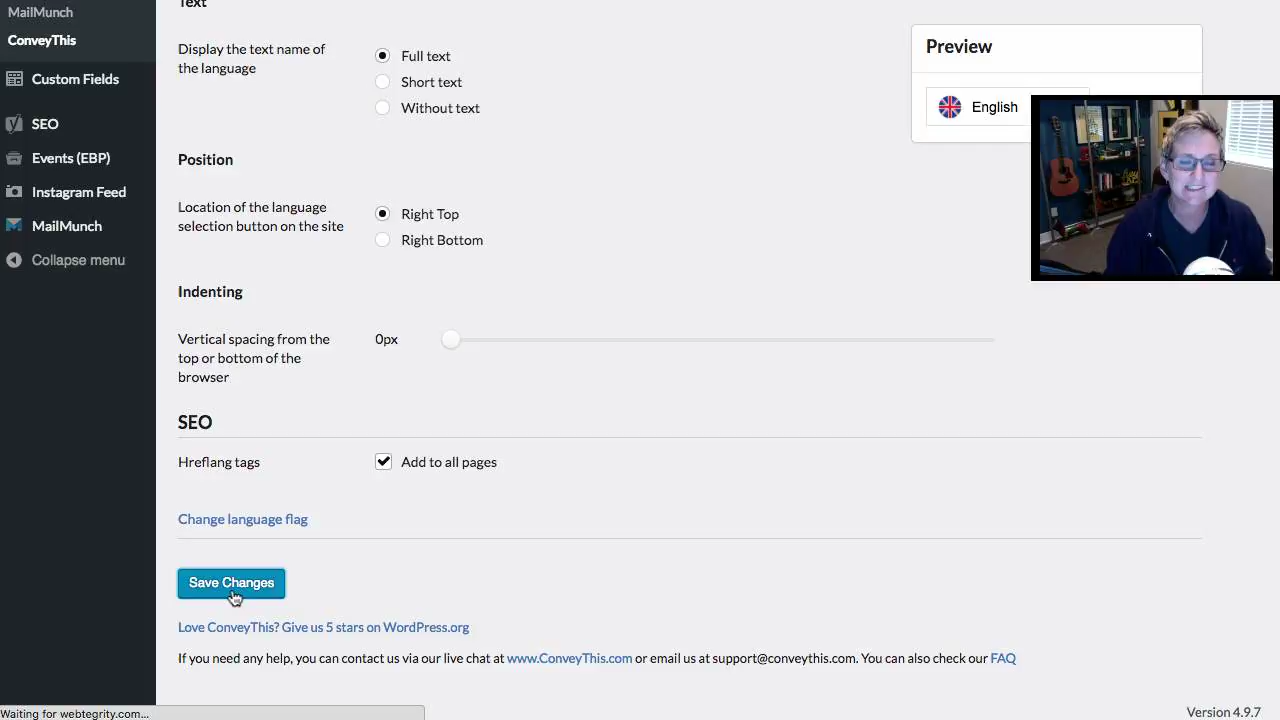 MailMunch
ConveyThis
Custom Fields
SEO
Events (EBP)
Instagram Feed
MailMunch
Collapse menu
Text
Display the text name of
the language
Full text
Short text
Without text
Preview
English
Position
Location of the language
selection button on the site
Right Top
Right Bottom
Indenting
Vertical spacing from the
top or bottom of the
browser
0px
SEO
Hreflang tags
Add to all pages
Change language flag
Save Changes
Love ConveyThis? Give us 5 stars on WordPress.org
If you need any help, you can contact us via our live chat at www.ConveyThis.com or email us at support@conveythis.com. You can also check our FAQ
Waiting for webtegrity.com...
Version 4.9.7